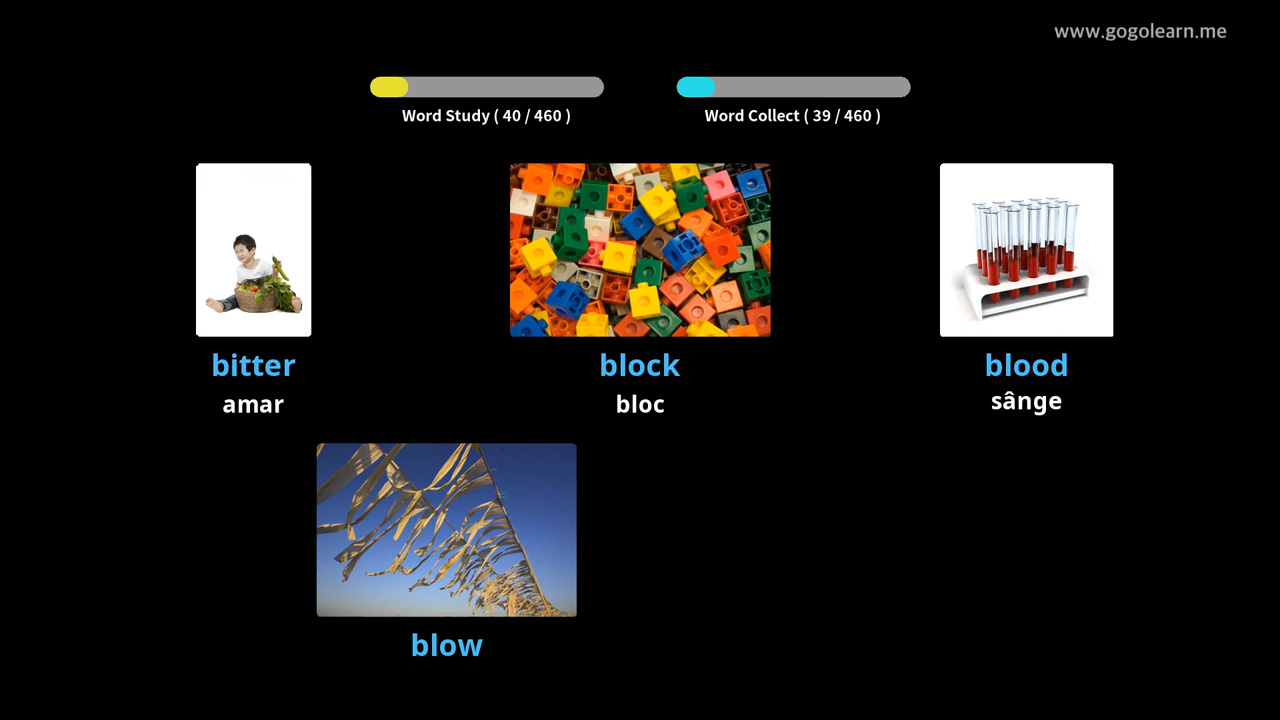 www.gogolearn.me
Word Study ( 40 / 460 )
Word Collect ( 39 / 460 )
bitter
amar
block
bloc
blood
sânge
blow